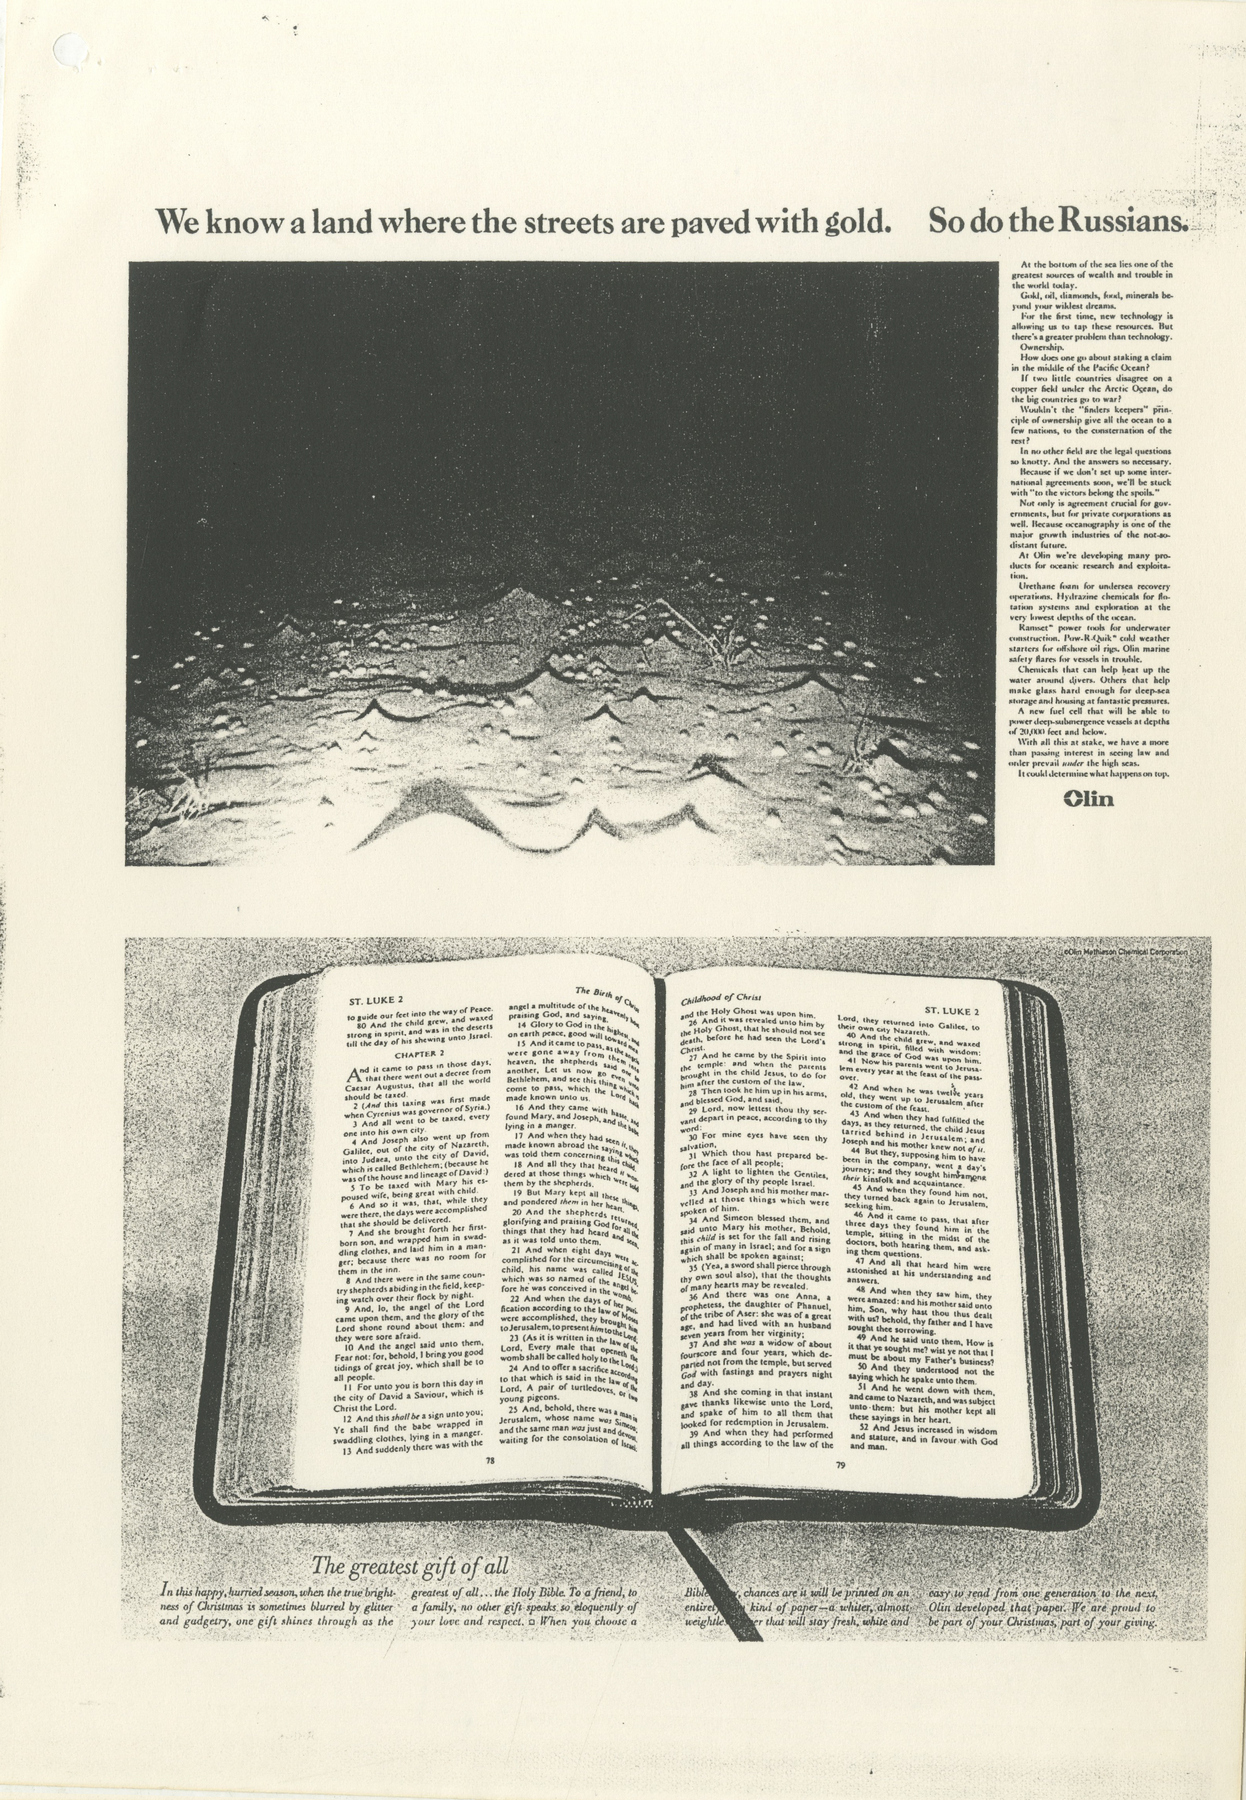 We know a land where the streets are paved with gold. So do the Russians.
At the bottom of the sea lies one of the
greatest sources of wealth and trouble in
the world today.
Gold, oil, diamonds, food, minerals be-
yond your wildest dreams.
For the first time, new technology is
allowing us to tap these resources. But
there's a greater problem than technology.
Ownership.
How does one go about staking a claim
in the middle of the Pacific Ocean?
If two little countries disagree on a
copper field under the Arctic Ocean, do
the big countries go to war?
Wouldn't the "finders keepers" prin-
ciple of ownership give all the ocean to a
few nations, to the consternation of the
rest?
In no other field are the legal questions
so knotty. And the answers so necessary.
Because if we don't set up some inter-
national agreements soon, we'll be stuck
with "to the victors belong the spoils."
Not only is agreement crucial for gov-
ernments, but for private corporations as
well. Because oceanography is one of the
major growth industries of the not-so-
distant future.
At Olin we're developing many pro-
ducts for oceanic research and exploita-
tion.
Urethane foam for undersea recovery
operations. Hydrazine chemicals for flo-
tation systems and exploration at the
very lowest depths of the ocean.
Ramset power tools for underwater
construction. Pow-R-Quik cold weather
starters for offshore oil rigs. Olin marine
safety flares for vessels in trouble.
Chemicals that can help heat up the
water around divers. Others that help
make glass hard enough for deep-sea
storage and housing at fantastic pressures.
A new fuel cell that will be able to
power deep-submergence vessels at depths
of 20,000 feet and below.
With all this at stake, we have a more
than passing interest in seeing law and
order prevail under the high seas.
It could determine what happens on top.
Olin
©Olin Mathieson Chemical Corporation
ST. LUKE 2
The Birth of Christ
to guide our feet into the way of Peace.
80 And the child grew, and waxed
strong in spirit, and was in the deserts
till the day of his shewing unto Israel.
CHAPTER 2
And it came to pass in those days,
that there went out a decree from
Caesar Augustus, that all the world
should be taxed.
2 (And this taxing was first made
when Cyrenius was governor of Syria.)
3 And all went to be taxed, every
one into his own city.
4 And Joseph also went up from
Galilee, out of the city of Nazareth,
into Judaea, unto the city of David,
which is called Bethlehem; (because he
was of the house and lineage of David:)
5 To be taxed with Mary his es-
poused wife, being great with child.
6 And so it was, that, while they
were there, the days were accomplished
that she should be delivered.
7 And she brought forth her first-
born son, and wrapped him in swad-
dling clothes, and laid him in a man-
ger; because there was no room for
them in the inn.
8 And there were in the same coun-
try shepherds abiding in the field, keep-
ing watch over their flock by night.
9 And, lo, the angel of the Lord
came upon them, and the glory of the
Lord shone round about them: and
they were sore afraid.
10 And the angel said unto them,
Fear not: for, behold, I bring you good
tidings of great joy, which shall be to
all people.
11 For unto you is born this day in
the city of David a Saviour, which is
Christ the Lord.
12 And this shall be a sign unto you;
Ye shall find the babe wrapped in
swaddling clothes, lying in a manger.
13 And suddenly there was with the
angel a multitude of the heavenly host
praising God, and saying,
14 Glory to God in the highest, and
on earth peace, good will toward men.
15 And it came to pass, as the angels
were gone away from them into
heaven, the shepherds said one to
another, Let us now go even unto
Bethlehem, and see this thing which is
come to pass, which the Lord hath
made known unto us.
16 And they came with haste, and
found Mary, and Joseph, and the babe
lying in a manger.
17 And when they had seen it, they
made known abroad the saying which
was told them concerning this child.
18 And all they that heard it won-
dered at those things which were told
them by the shepherds.
19 But Mary kept all these things,
and pondered them in her heart.
20 And the shepherds returned,
glorifying and praising God for all the
things that they had heard and seen,
as it was told unto them.
21 And when eight days were ac-
complished for the circumcising of the
child, his name was called JESUS,
which was so named of the angel be-
fore he was conceived in the womb.
22 And when the days of her puri-
fication according to the law of Moses
were accomplished, they brought him
to Jerusalem, to present him to the Lord;
23 (As it is written in the law of the
Lord, Every male that openeth the
womb shall be called holy to the Lord;)
24 And to offer a sacrifice according
to that which is said in the law of the
Lord, A pair of turtledoves, or two
young pigeons.
25 And, behold, there was a man in
Jerusalem, whose name was Simeon;
and the same man was just and devout,
waiting for the consolation of Israel:
78
Childhood of Christ
ST. LUKE 2
and the Holy Ghost was upon him.
26 And it was revealed unto him by
the Holy Ghost, that he should not see
death, before he had seen the Lord's
Christ.
27 And he came by the Spirit into
the temple: and when the parents
brought in the child Jesus, to do for
him after the custom of the law,
28 Then took he him up in his arms,
and blessed God, and said,
29 Lord, now lettest thou thy ser-
vant depart in peace, according to thy
word:
30 For mine eyes have seen thy
salvation,
31 Which thou hast prepared be-
fore the face of all people;
32 A light to lighten the Gentiles,
and the glory of thy people Israel.
33 And Joseph and his mother mar-
velled at those things which were
spoken of him.
34 And Simeon blessed them, and
said unto Mary his mother, Behold,
this child is set for the fall and rising
again of many in Israel; and for a sign
which shall be spoken against;
35 (Yea, a sword shall pierce through
thy own soul also), that the thoughts
of many hearts may be revealed.
36 And there was one Anna, a
prophetess, the daughter of Phanuel,
of the tribe of Aser: she was of a great
age, and had lived with an husband
seven years from her virginity;
37 And she was a widow of about
fourscore and four years, which de-
parted not from the temple, but served
God with fastings and prayers night
and day.
38 And she coming in that instant
gave thanks likewise unto the Lord,
and spake of him to all them that
looked for redemption in Jerusalem.
39 And when they had performed
all things according to the law of the
Lord, they returned into Galilee, to
their own city Nazareth.
40 And the child grew, and waxed
strong in spirit, filled with wisdom:
and the grace of God was upon him.
41 Now his parents went to Jerusa-
lem every year at the feast of the pass-
over.
42 And when he was twelve years
old, they went up to Jerusalem after
the custom of the feast.
43 And when they had fulfilled the
days, as they returned, the child Jesus
tarried behind in Jerusalem; and
Joseph and his mother knew not of it.
44 But they, supposing him to have
been in the company, went a day's
journey; and they sought him among
their kinsfolk and acquaintance.
45 And when they found him not,
they turned back again to Jerusalem,
seeking him.
46 And it came to pass, that after
three days they found him in the
temple, sitting in the midst of the
doctors, both hearing them, and ask-
ing them questions.
47 And all that heard him were
astonished at his understanding and
answers.
48 And when they saw him, they
were amazed: and his mother said unto
him, Son, why hast thou thus dealt
with us? behold, thy father and I have
sought thee sorrowing.
49 And he said unto them, How is
it that ye sought me? wist ye not that I
must be about my Father's business?
50 And they understood not the
saying which he spake unto them.
51 And he went down with them,
and came to Nazareth, and was subject
unto them: but his mother kept all
these sayings in her heart.
52 And Jesus increased in wisdom
and stature, and in favour with God
and man.
79
The greatest gift of all
In this happy, hurried season, when the true bright-
ness of Christmas is sometimes blurred by glitter
and gadgetry, one gift shines through as the
greatest of all... the Holy Bible. To a friend, to
a family, no other gift speaks so eloquently of
your love and respect. □ When you choose a
Bible chances are it will be printed on an
entirely kind of paper—a whiter, almost
weightless that will stay fresh, white and
easy to read from one generation to the next.
Olin developed that paper. We are proud to
be part of your Christmas, part of your giving.